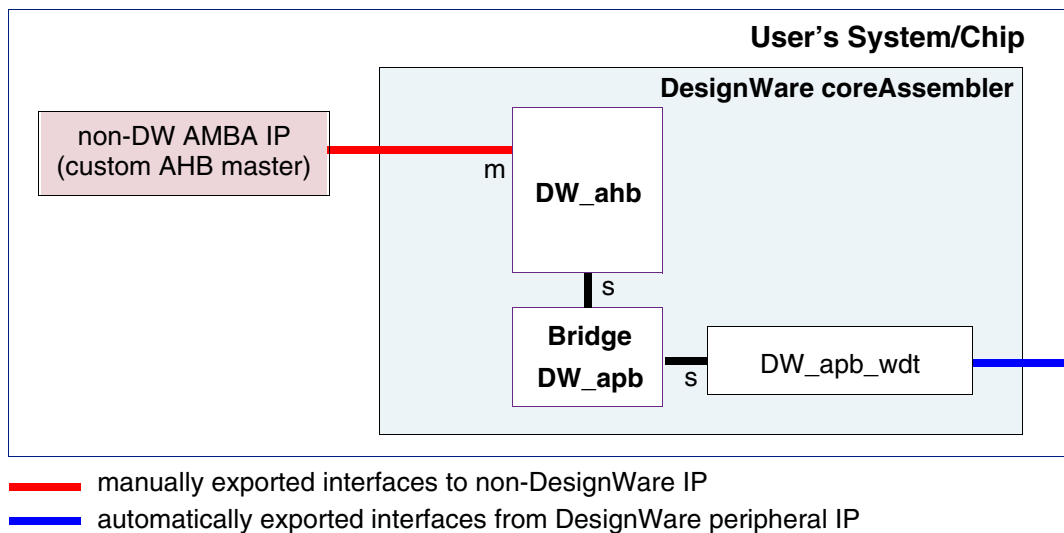 User's System/Chip
DesignWare coreAssembler
non-DW AMBA IP
(custom AHB master)
m
DW_ahb
s
Bridge
DW_apb
s
DW_apb_wdt
manually exported interfaces to non-DesignWare IP
automatically exported interfaces from DesignWare peripheral IP